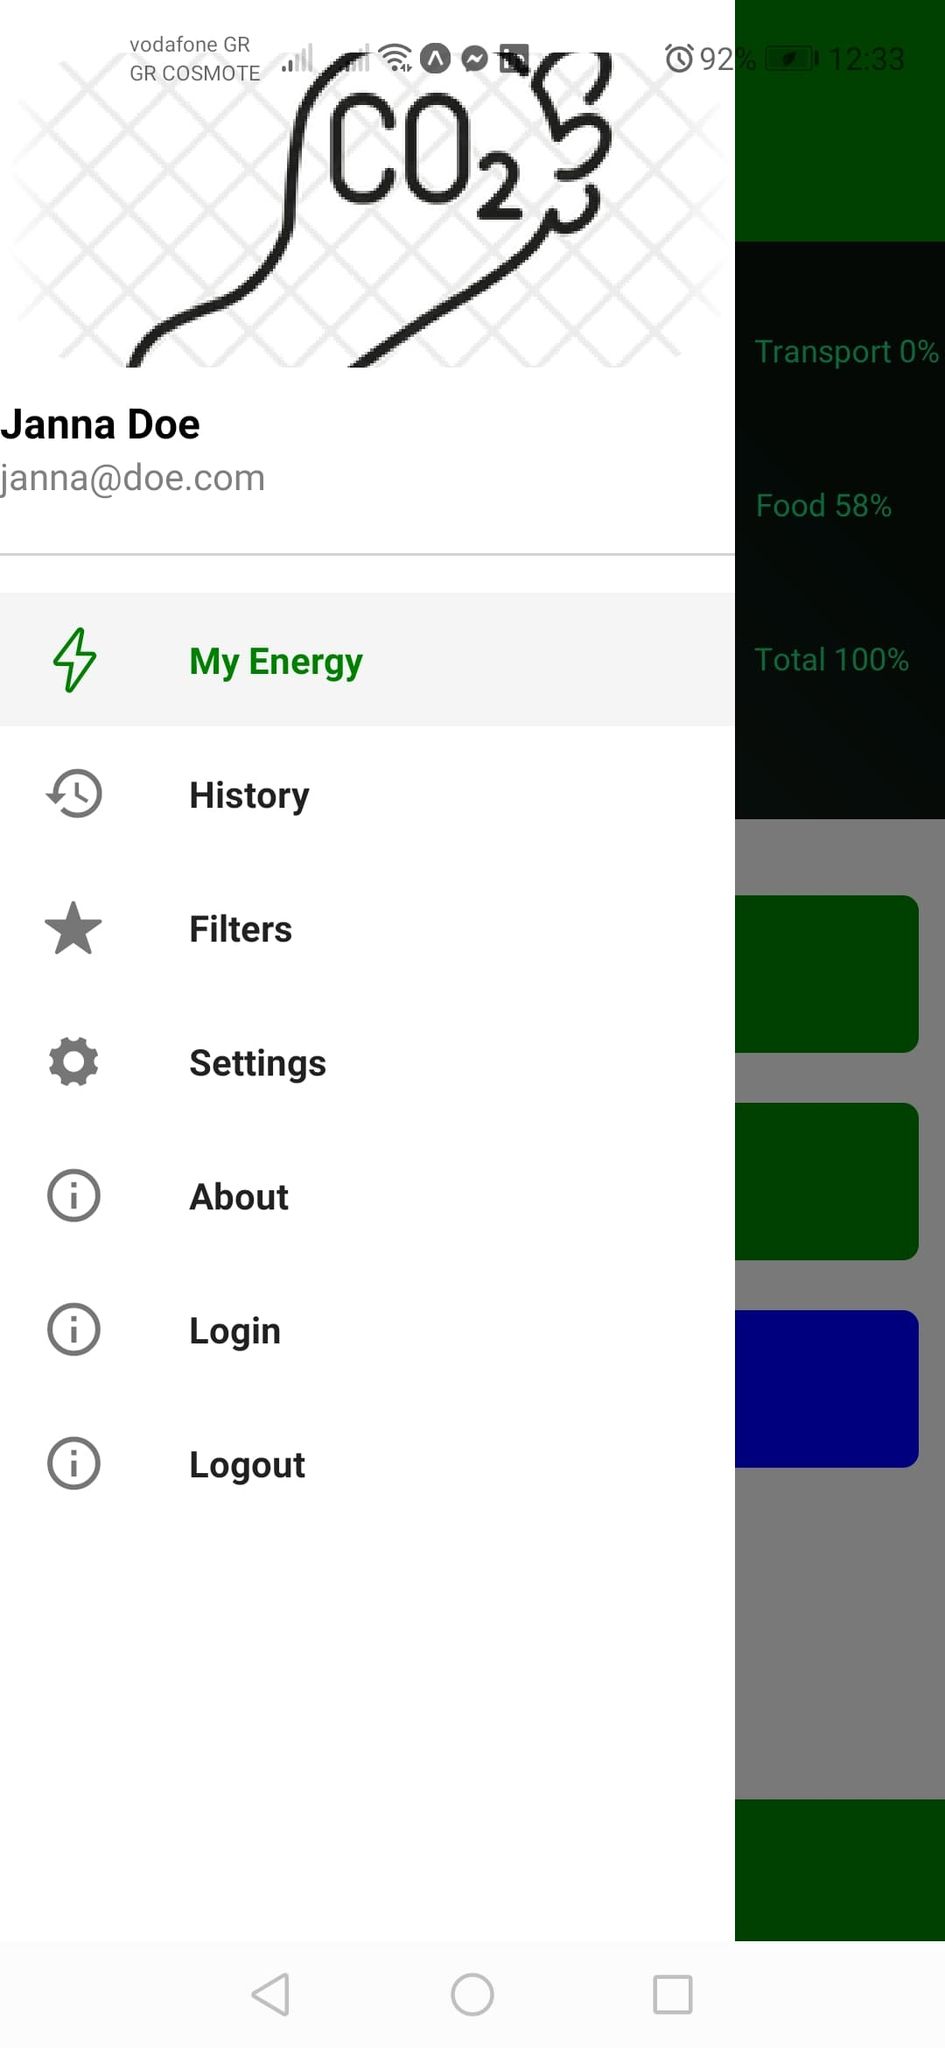 vodafone GR
GR COSMOTE
92% 12:33
CO2
Janna Doe
janna@doe.com
Transport 0%
Food 58%
Total 100%
My Energy
History
Filters
Settings
About
Login
Logout